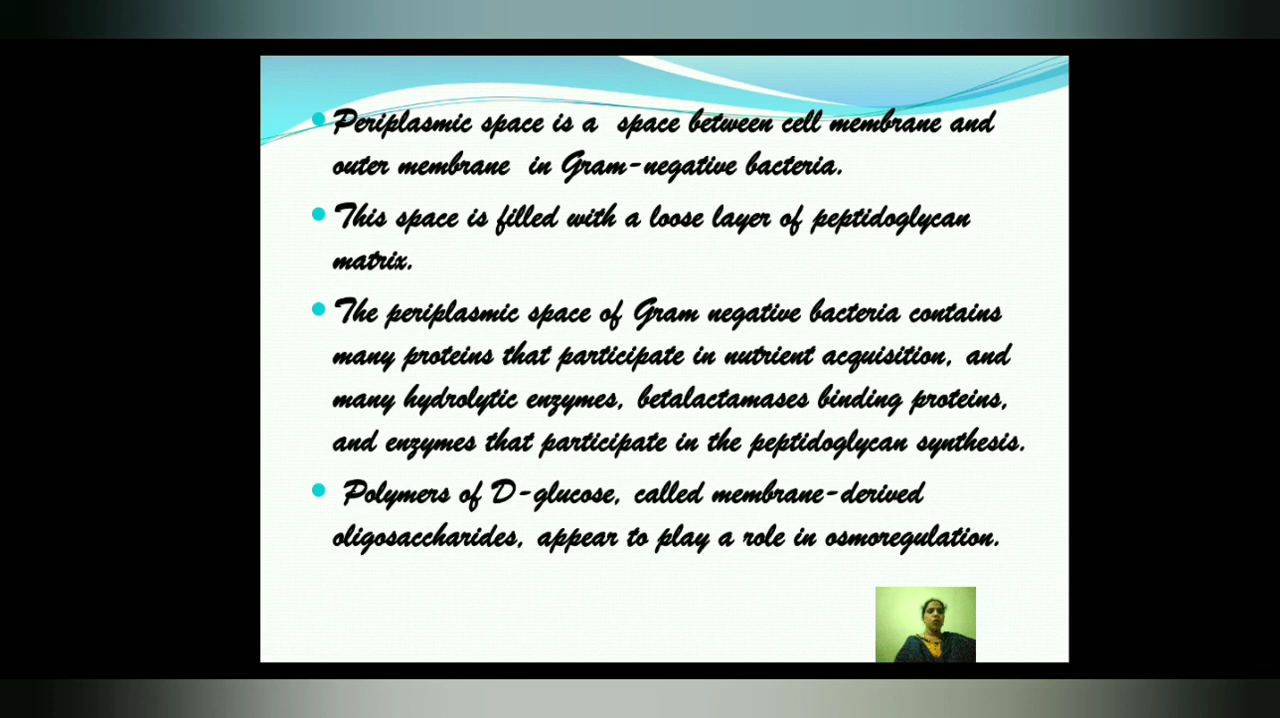 Periplasmic space is a space between cell membrane and
outer membrane in Gram-negative bacteria.
This space is filled with a loose layer of peptidoglycan
matrix.
The periplasmic space of Gram negative bacteria contains
many proteins that participate in nutrient acquisition, and
many hydrolytic enzymes, betalactamases binding proteins,
and enzymes that participate in the peptidoglycan synthesis.
Polymers of D-glucose, called membrane-derived
oligosaccharides, appear to play a role in osmoregulation.